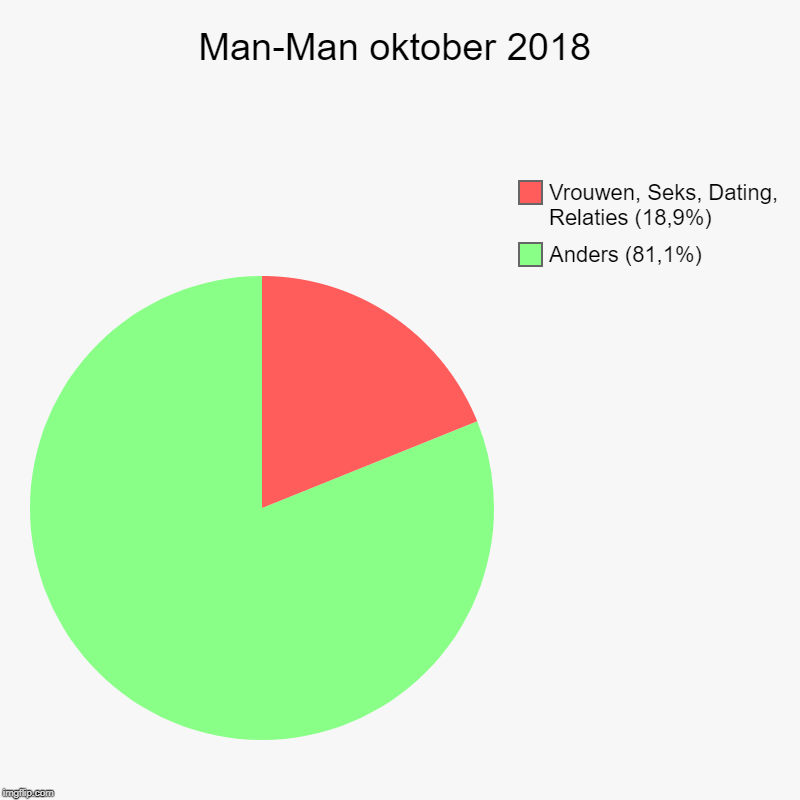 Man-Man oktober 2018
Vrouwen, Seks, Dating,
Relaties (18,9%)
Anders (81,1%)
imgflip.com